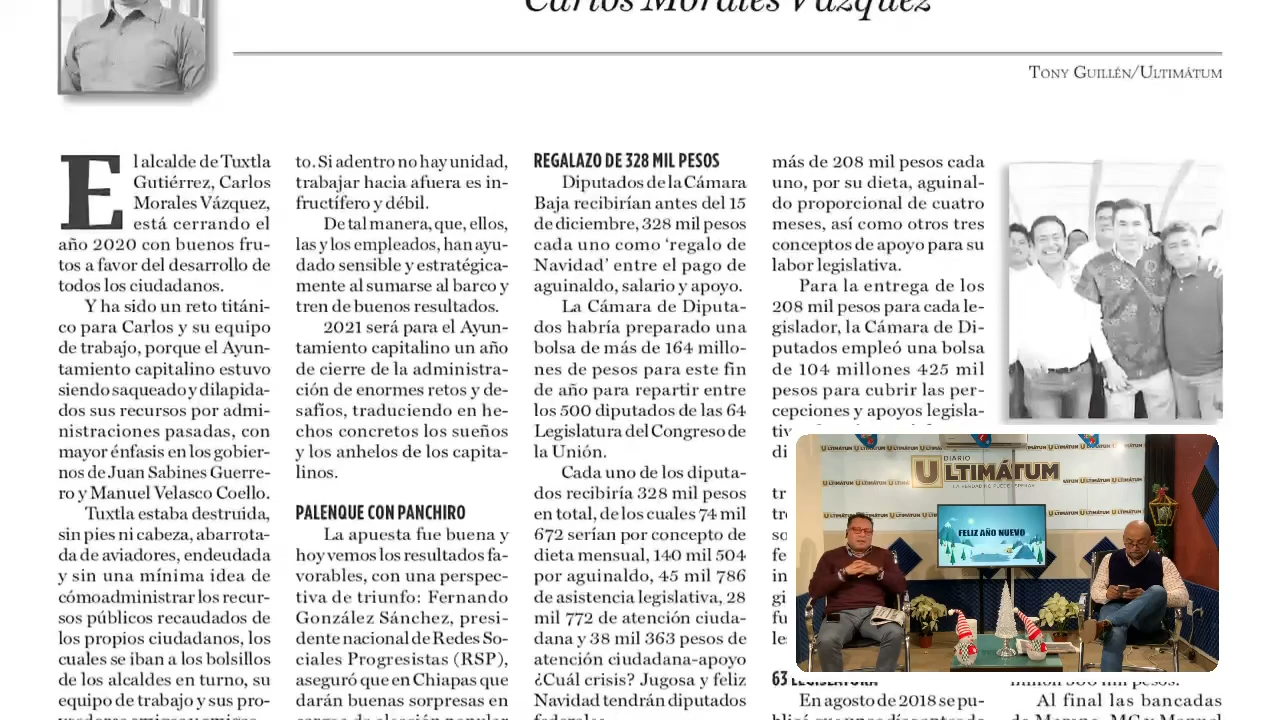 Carlos Morales Vázquez
TONY GUILLÉN/ULTIMÁTUM
El alcalde de Tuxtla
Gutiérrez, Carlos
Morales Vázquez,
está cerrando el
año 2020 con buenos fru-
tos a favor del desarrollo de
todos los ciudadanos.
Y ha sido un reto titáni-
co para Carlos y su equipo
de trabajo, porque el Ayun-
tamiento capitalino estuvo
siendo saqueado y dilapida-
dos sus recursos por admi-
nistraciones pasadas, con
mayor énfasis en los gobier-
nos de Juan Sabines Guerre-
ro y Manuel Velasco Coello.
Tuxtla estaba destruida,
sin pies ni cabeza, abarrota-
da de aviadores, endeudada
y sin una mínima idea de
cómoadministrar los recur-
sos públicos recaudados de
los propios ciudadanos, los
cuales se iban a los bolsillos
de los alcaldes en turno, su
equipo de trabajo y sus pro-
to. Si adentro no hay unidad,
trabajar hacia afuera es in-
fructífero y débil.
De tal manera, que, ellos,
las y los empleados, han ayu-
dado sensible y estratégica-
mente al sumarse al barco y
tren de buenos resultados.
2021 será para el Ayun-
tamiento capitalino un año
de cierre de la administra-
ción de enormes retos y de-
safíos, traduciendo en he-
chos concretos los sueños
y los anhelos de los capita-
linos.
PALENQUE CON PANCHIRO
La apuesta fue buena y
hoy vemos los resultados fa-
vorables, con una perspec-
tiva de triunfo: Fernando
González Sánchez, presi-
dente nacional de Redes So-
ciales Progresistas (RSP),
aseguró que en Chiapas que
darán buenas sorpresas en
REGALAZO DE 328 MIL PESOS
Diputados de la Cámara
Baja recibirían antes del 15
de diciembre, 328 mil pesos
cada uno como ‘regalo de
Navidad’ entre el pago de
aguinaldo, salario y apoyo.
La Cámara de Diputa-
dos habría preparado una
bolsa de más de 164 millo-
nes de pesos para este fin
de año para repartir entre
los 500 diputados de las 64
Legislatura del Congreso de
la Unión.
Cada uno de los diputa-
dos recibiría 328 mil pesos
en total, de los cuales 74 mil
672 serían por concepto de
dieta mensual, 140 mil 504
por aguinaldo, 45 mil 786
de asistencia legislativa, 28
mil 772 de atención ciuda-
dana y 38 mil 363 pesos de
atención ciudadana-apoyo
¿Cuál crisis? Jugosa y feliz
Navidad tendrán diputados
federales.
más de 208 mil pesos cada
uno, por su dieta, aguinal-
do proporcional de cuatro
meses, así como otros tres
conceptos de apoyo para su
labor legislativa.
Para la entrega de los
208 mil pesos para cada le-
gislador, la Cámara de Di-
putados empleó una bolsa
de 104 millones 425 mil
pesos para cubrir las per-
cepciones y apoyos legisla-
63 LEGISLATURA
En agosto de 2018 se pu-
Al final las bancadas
DIARIO
ULTIMÁTUM
LA VERDAD NO PUEDE ESPERAR
FELIZ AÑO NUEVO